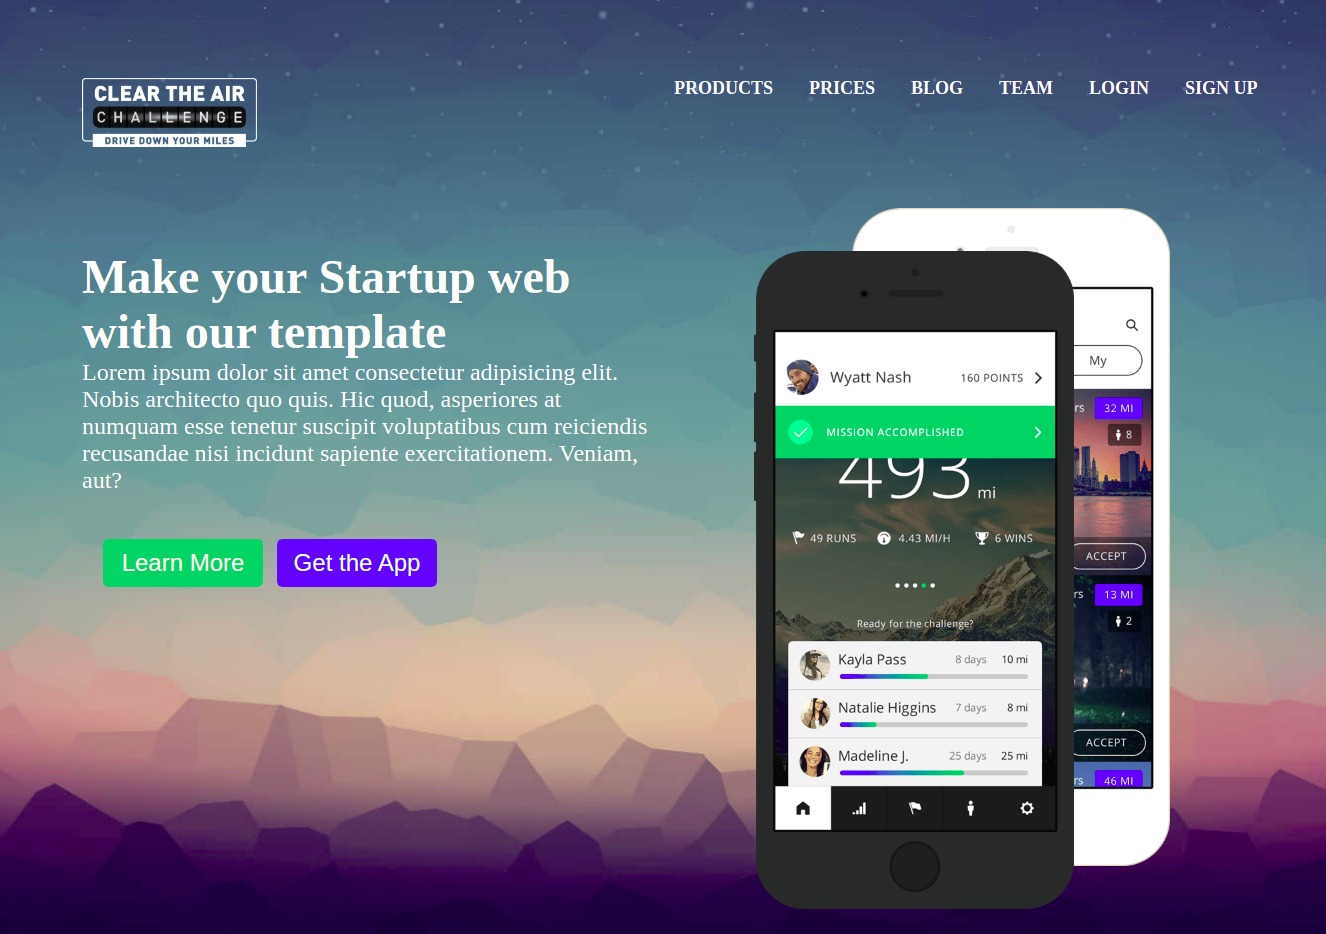 CLEAR THE AIR
CHALLENGE
DRIVE DOWN YOUR MILES
PRODUCTS PRICES BLOG TEAM LOGIN SIGN UP
Make your Startup web
with our template
Lorem ipsum dolor sit amet consectetur adipisicing elit.
Nobis architecto quo quis. Hic quod, asperiores at
numquam esse tenetur suscipit voluptatibus cum reiciendis
recusandae nisi incidunt sapiente exercitationem. Veniam,
aut?
Learn More Get the App
Wyatt Nash 160 POINTS
MISSION ACCOMPLISHED
493 mi
49 RUNS 4.43 MI/H 6 WINS
Ready for the challenge?
Kayla Pass 8 days 10 mi
Natalie Higgins 7 days 8 mi
Madeline J. 25 days 25 mi
My
rs 32 MI
8
ACCEPT
rs 13 MI
2
ACCEPT
rs 46 MI